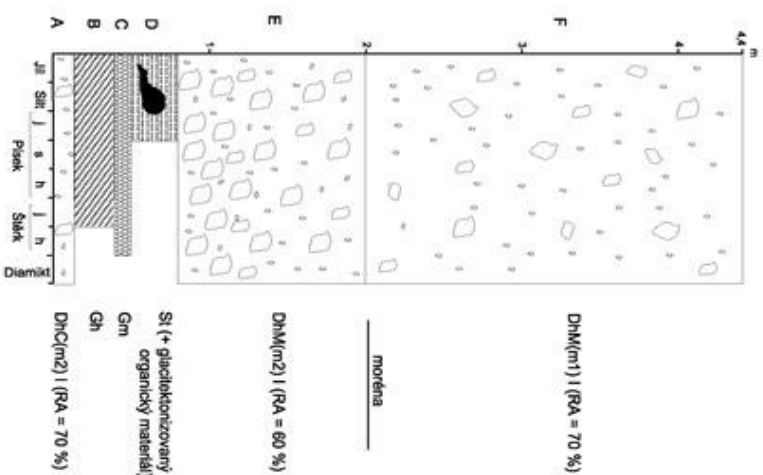 m
4,4
4
F
DhM(m1) I (RA = 70 %)
3
2
moréna
E
DhM(m2) I (RA = 60 %)
1
D
St (+ glacitektonizovaný
organický materiál)
C
Gm
B
Gh
A
DhC(m2) I (RA = 70 %)
Jíl
Silt
j
s
h
j
h
Diamikt
Písek
Štěrk